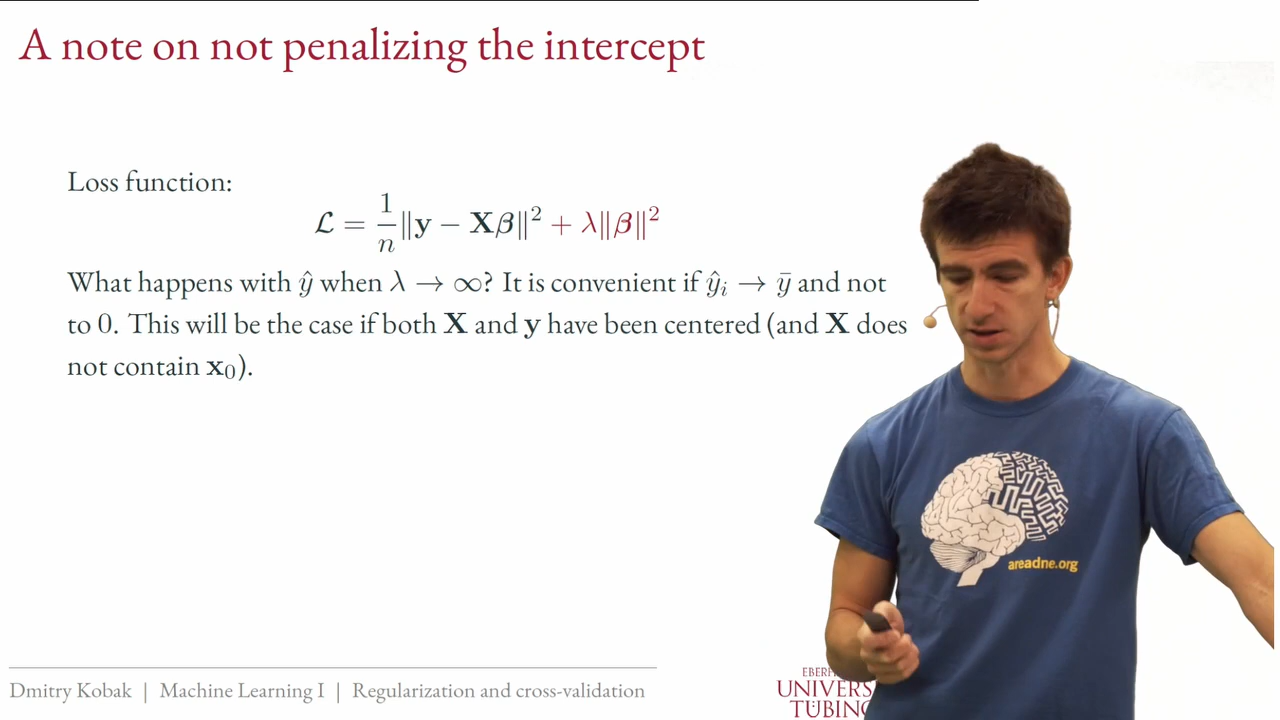 A note on not penalizing the intercept
Loss function:
ℒ = 1/n ‖y − Xβ‖² + λ‖β‖²
What happens with ŷ when λ → ∞? It is convenient if ŷᵢ → ȳ and not
to 0. This will be the case if both X and y have been centered (and X does
not contain x₀).
areadne.org
Dmitry Kobak | Machine Learning I | Regularization and cross-validation